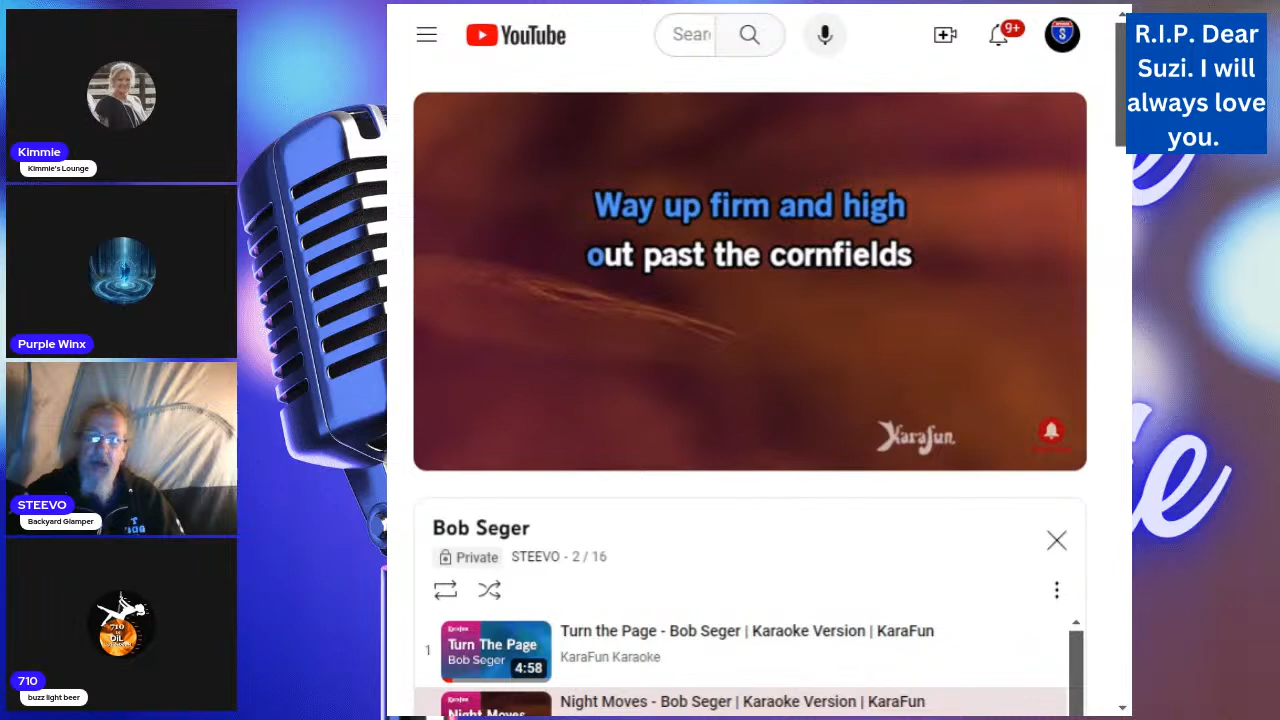 Kimmie
Kimmie's Lounge
Purple Winx
STEEVO
Backyard Glamper
710
buzz light beer
YouTube
Sear
9+
S
Way up firm and high
out past the cornfields
Karafun
Bob Seger
Private STEEVO - 2 / 16
1
Turn The Page
Bob Seger
4:58
Turn the Page - Bob Seger | Karaoke Version | KaraFun
KaraFun Karaoke
Night Moves
Night Moves - Bob Seger | Karaoke Version | KaraFun
R.I.P. Dear
Suzi. I will
always love
you.